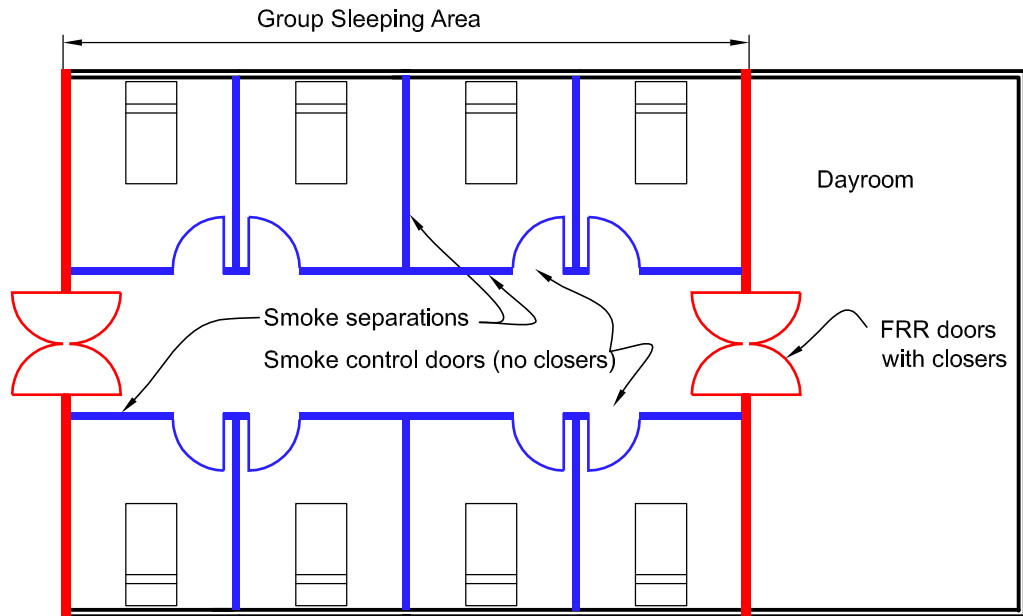 Group Sleeping Area
Dayroom
Smoke separations
Smoke control doors (no closers)
FRR doors
with closers